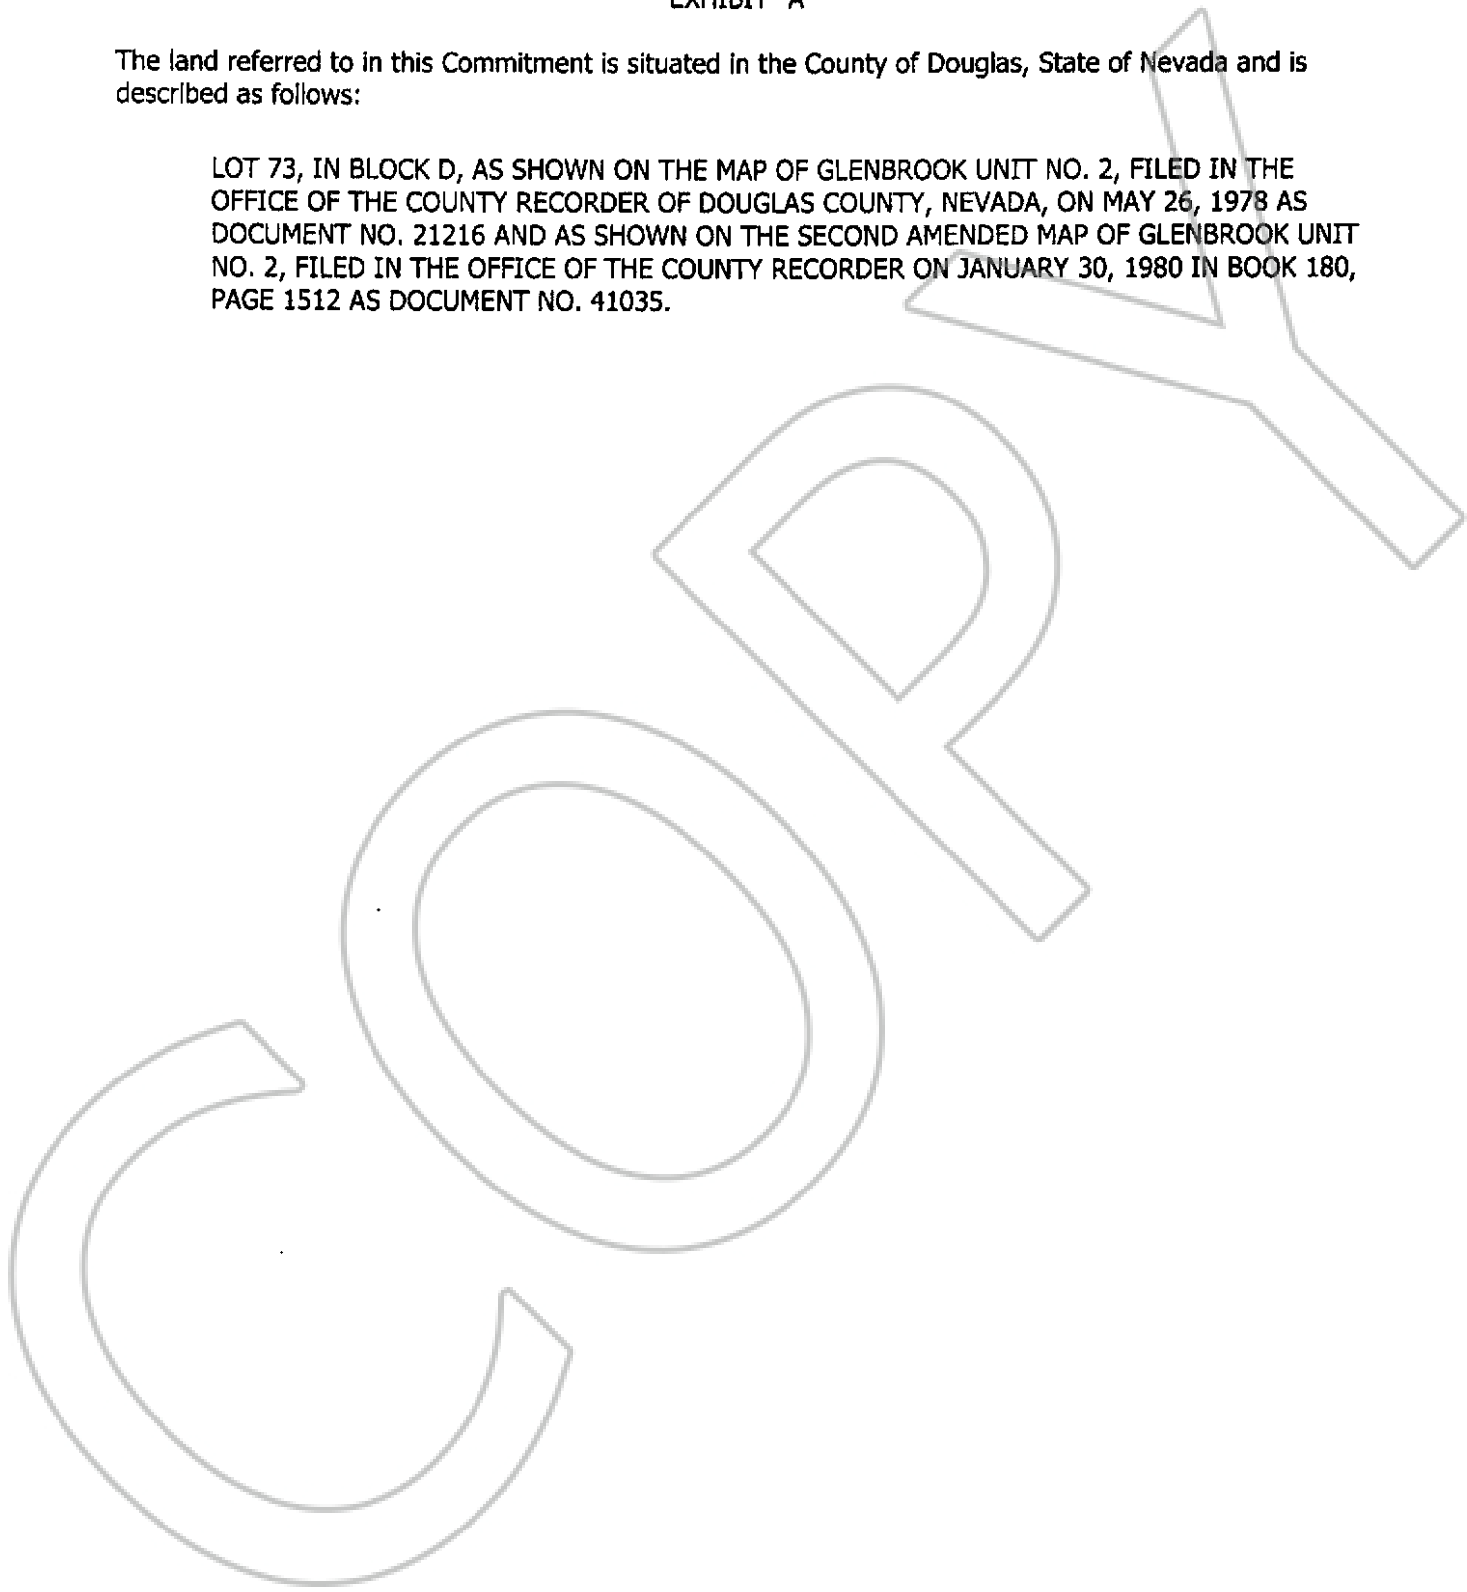 EXHIBIT "A"
The land referred to in this Commitment is situated in the County of Douglas, State of Nevada and is
described as follows:
LOT 73, IN BLOCK D, AS SHOWN ON THE MAP OF GLENBROOK UNIT NO. 2, FILED IN THE
OFFICE OF THE COUNTY RECORDER OF DOUGLAS COUNTY, NEVADA, ON MAY 26, 1978 AS
DOCUMENT NO. 21216 AND AS SHOWN ON THE SECOND AMENDED MAP OF GLENBROOK UNIT
NO. 2, FILED IN THE OFFICE OF THE COUNTY RECORDER ON JANUARY 30, 1980 IN BOOK 180,
PAGE 1512 AS DOCUMENT NO. 41035.
COPY